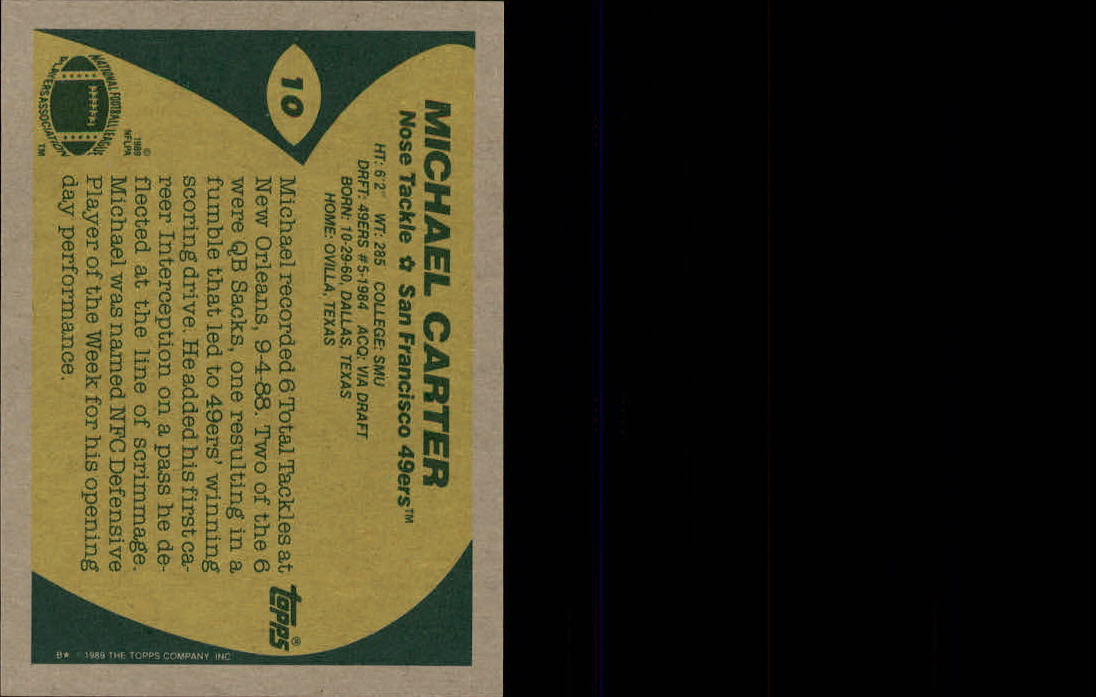 10
MICHAEL CARTER
Nose Tackle ✩ San Francisco 49ers™
HT: 6'2" WT: 285 COLLEGE: SMU
DRFT: 49ERS #5-1984 ACQ: VIA DRAFT
BORN: 10-29-60, DALLAS, TEXAS
HOME: OVILLA, TEXAS
Michael recorded 6 Total Tackles at
New Orleans, 9-4-88. Two of the 6
were QB Sacks, one resulting in a
fumble that led to 49ers' winning
scoring drive. He added his first ca-
reer Interception on a pass he de-
flected at the line of scrimmage.
Michael was named NFC Defensive
Player of the Week for his opening
day performance.
NATIONAL FOOTBALL LEAGUE
PLAYERS ASSOCIATION
TM
©
1989
NFLPA
topps®
B★ ©1989 THE TOPPS COMPANY, INC.